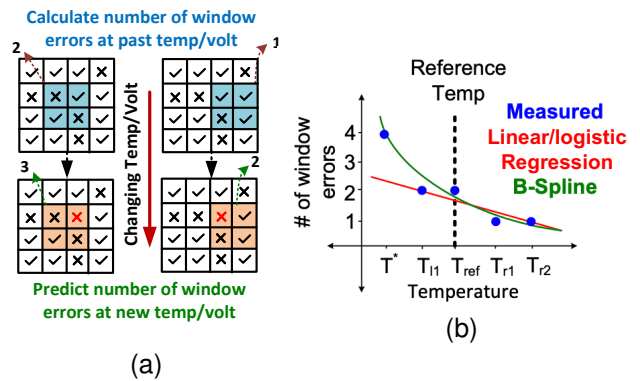 Calculate number of window
errors at past temp/volt
2
1
Changing Temp/Volt
3
2
Predict number of window
errors at new temp/volt
(a)
Reference
Temp
Measured
Linear/logistic
Regression
B-Spline
# of window
errors
4
3
2
1
T* Tl1 Tref Tr1 Tr2
Temperature
(b)